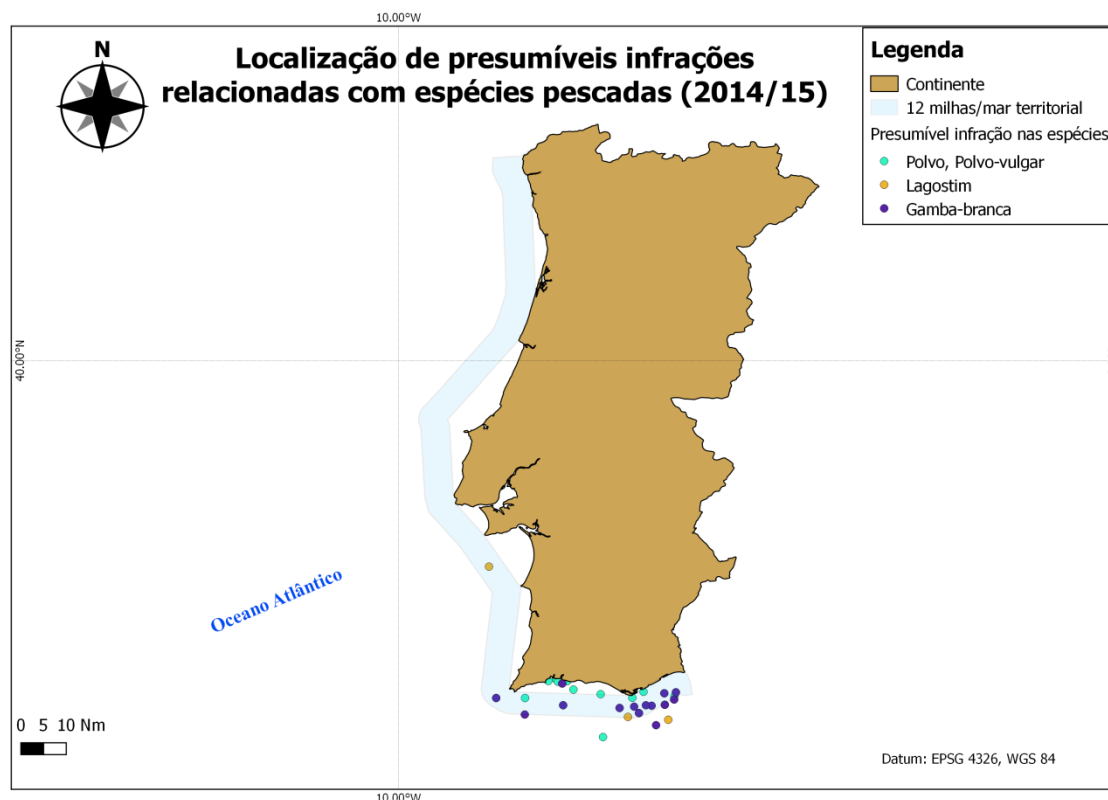 10.00°W
N
Localização de presumíveis infrações
relacionadas com espécies pescadas (2014/15)
Legenda
Continente
12 milhas/mar territorial
Presumível infração nas espécies
Polvo, Polvo-vulgar
Lagostim
Gamba-branca
40.00°N
40.00°N
Oceano Atlântico
0 5 10 Nm
Datum: EPSG 4326, WGS 84
10.00°W